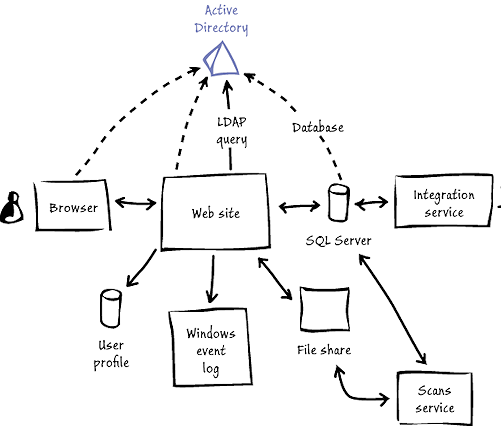 Active
Directory
LDAP
query
Database
Browser
Web site
SQL Server
Integration
service
User
profile
Windows
event
log
File share
Scans
service